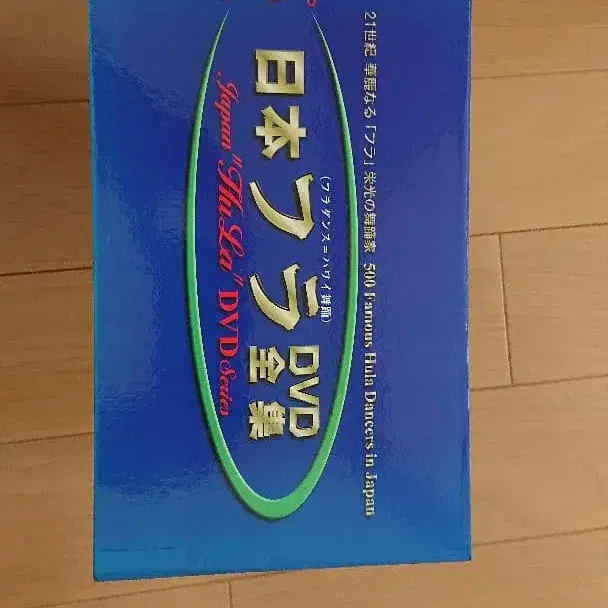 21世紀 華麗なる「フラ」栄光の舞踊家 500 Famous Hula Dancers in Japan
(フラダンス=ハワイ舞踊)
日本フラDVD全集
Japan "HuLa" DVD Series